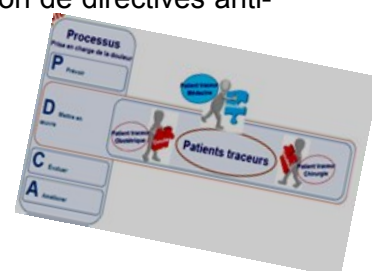 on de directives anti-
Processus
Prise en charge de la douleur
P Prévoir
D Mettre en
œuvre
C Evaluer
A Améliorer
Patient traceur
Médecine
Patient traceur
Obstétrique
Patients traceurs
Patient traceur
Chirurgie